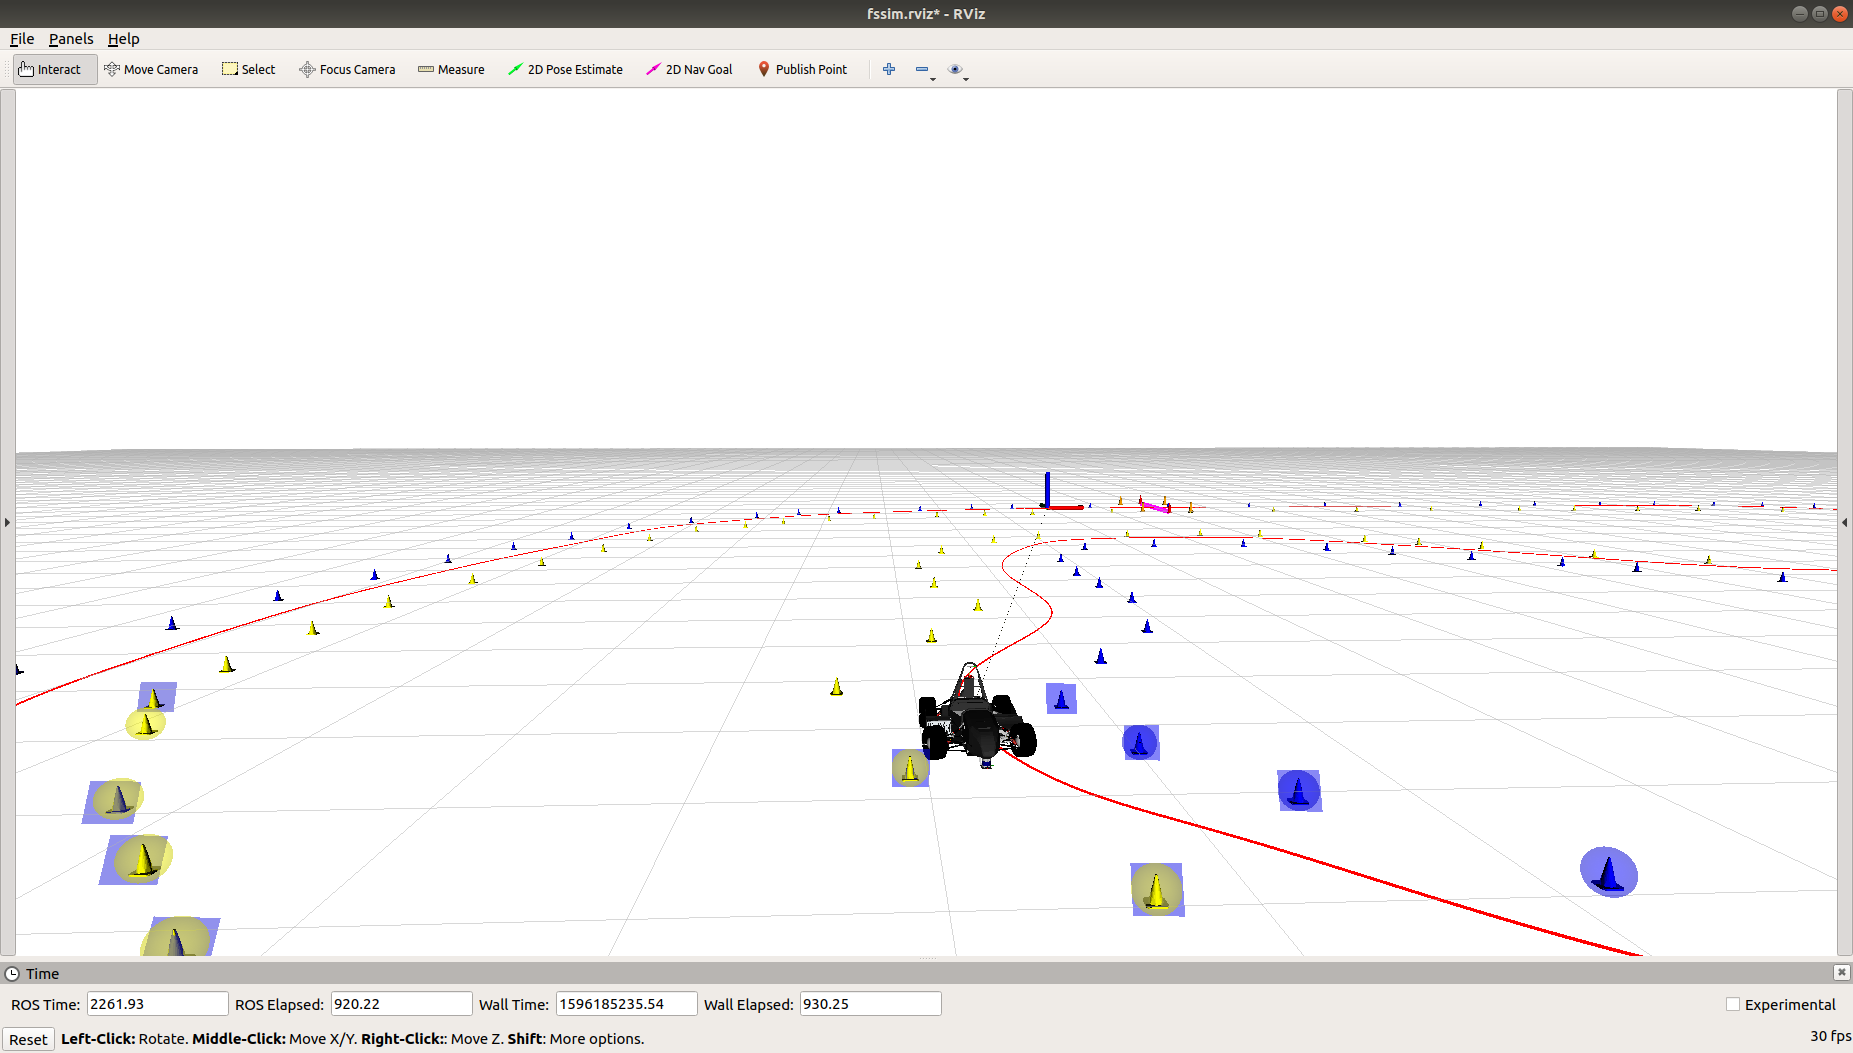 fssim.rviz* - RViz
File Panels Help
Interact Move Camera Select Focus Camera Measure 2D Pose Estimate 2D Nav Goal Publish Point
Time
ROS Time: 2261.93 ROS Elapsed: 920.22 Wall Time: 1596185235.54 Wall Elapsed: 930.25 Experimental
Reset Left-Click: Rotate. Middle-Click: Move X/Y. Right-Click:: Move Z. Shift: More options. 30 fps